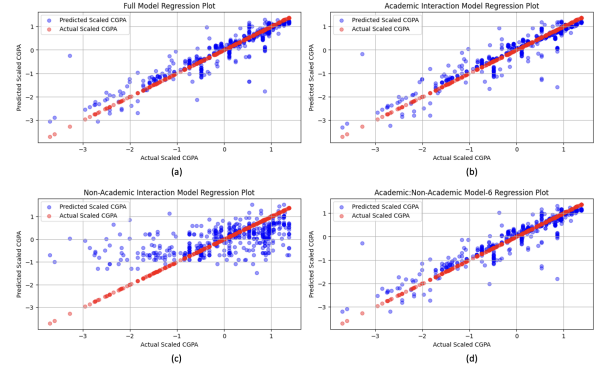 Full Model Regression Plot
Predicted Scaled CGPA
Actual Scaled CGPA
Predicted Scaled CGPA
1
0
−1
−2
−3
−3
−2
−1
0
1
Actual Scaled CGPA
(a)
Academic Interaction Model Regression Plot
Predicted Scaled CGPA
Actual Scaled CGPA
Predicted Scaled CGPA
1
0
−1
−2
−3
−3
−2
−1
0
1
Actual Scaled CGPA
(b)
Non-Academic Interaction Model Regression Plot
Predicted Scaled CGPA
Actual Scaled CGPA
Predicted Scaled CGPA
1
0
−1
−2
−3
−3
−2
−1
0
1
Actual Scaled CGPA
(c)
Academic:Non-Academic Model-6 Regression Plot
Predicted Scaled CGPA
Actual Scaled CGPA
Predicted Scaled CGPA
1
0
−1
−2
−3
−3
−2
−1
0
1
Actual Scaled CGPA
(d)